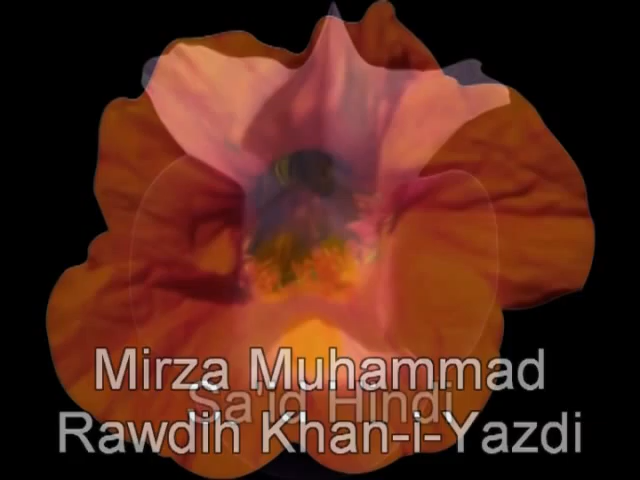 Mirza Muhammad
Sa'id Hindi
Rawdih Khan-i-Yazdi